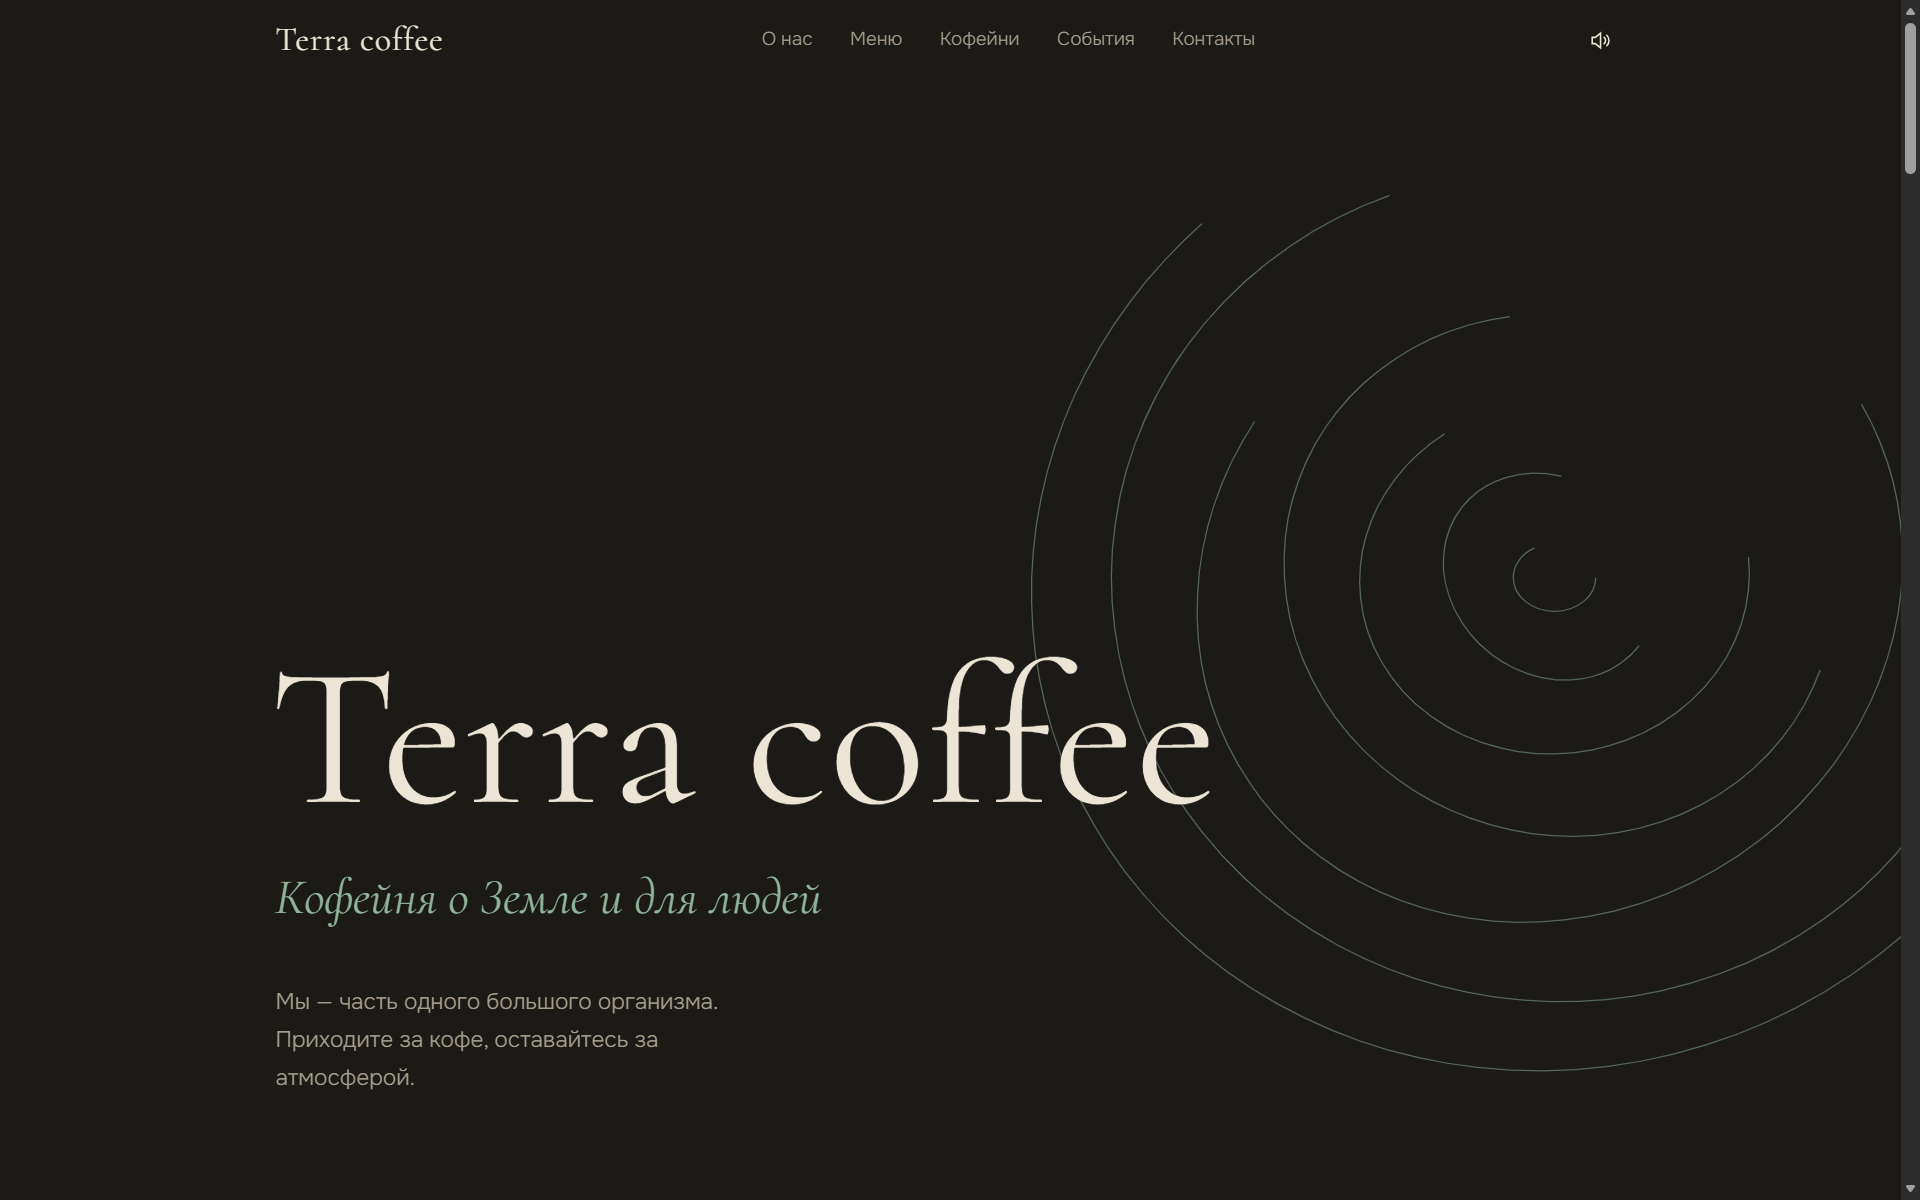 Terra coffee
О нас
Меню
Кофейни
События
Контакты
Terra coffee
Кофейня о Земле и для людей
Мы — часть одного большого организма.
Приходите за кофе, оставайтесь за
атмосферой.